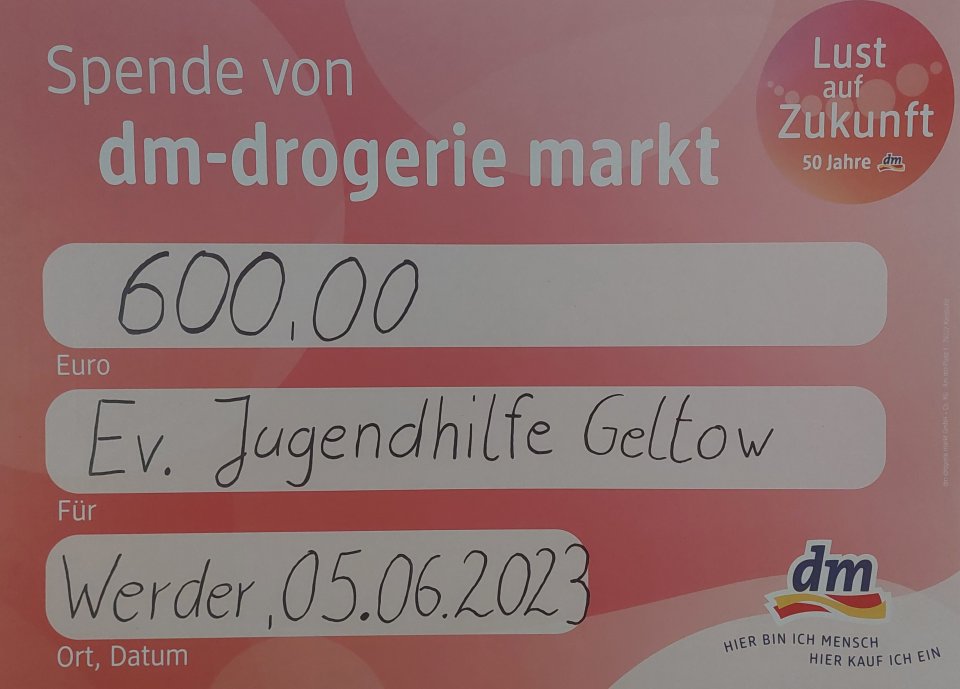 Spende von
dm-drogerie markt
Lust
auf
Zukunft
50 Jahre dm
600,00
Euro
Ev. Jugendhilfe Geltow
Für
Werder, 05.06.2023
Ort, Datum
dm
HIER BIN ICH MENSCH
HIER KAUF ICH EIN